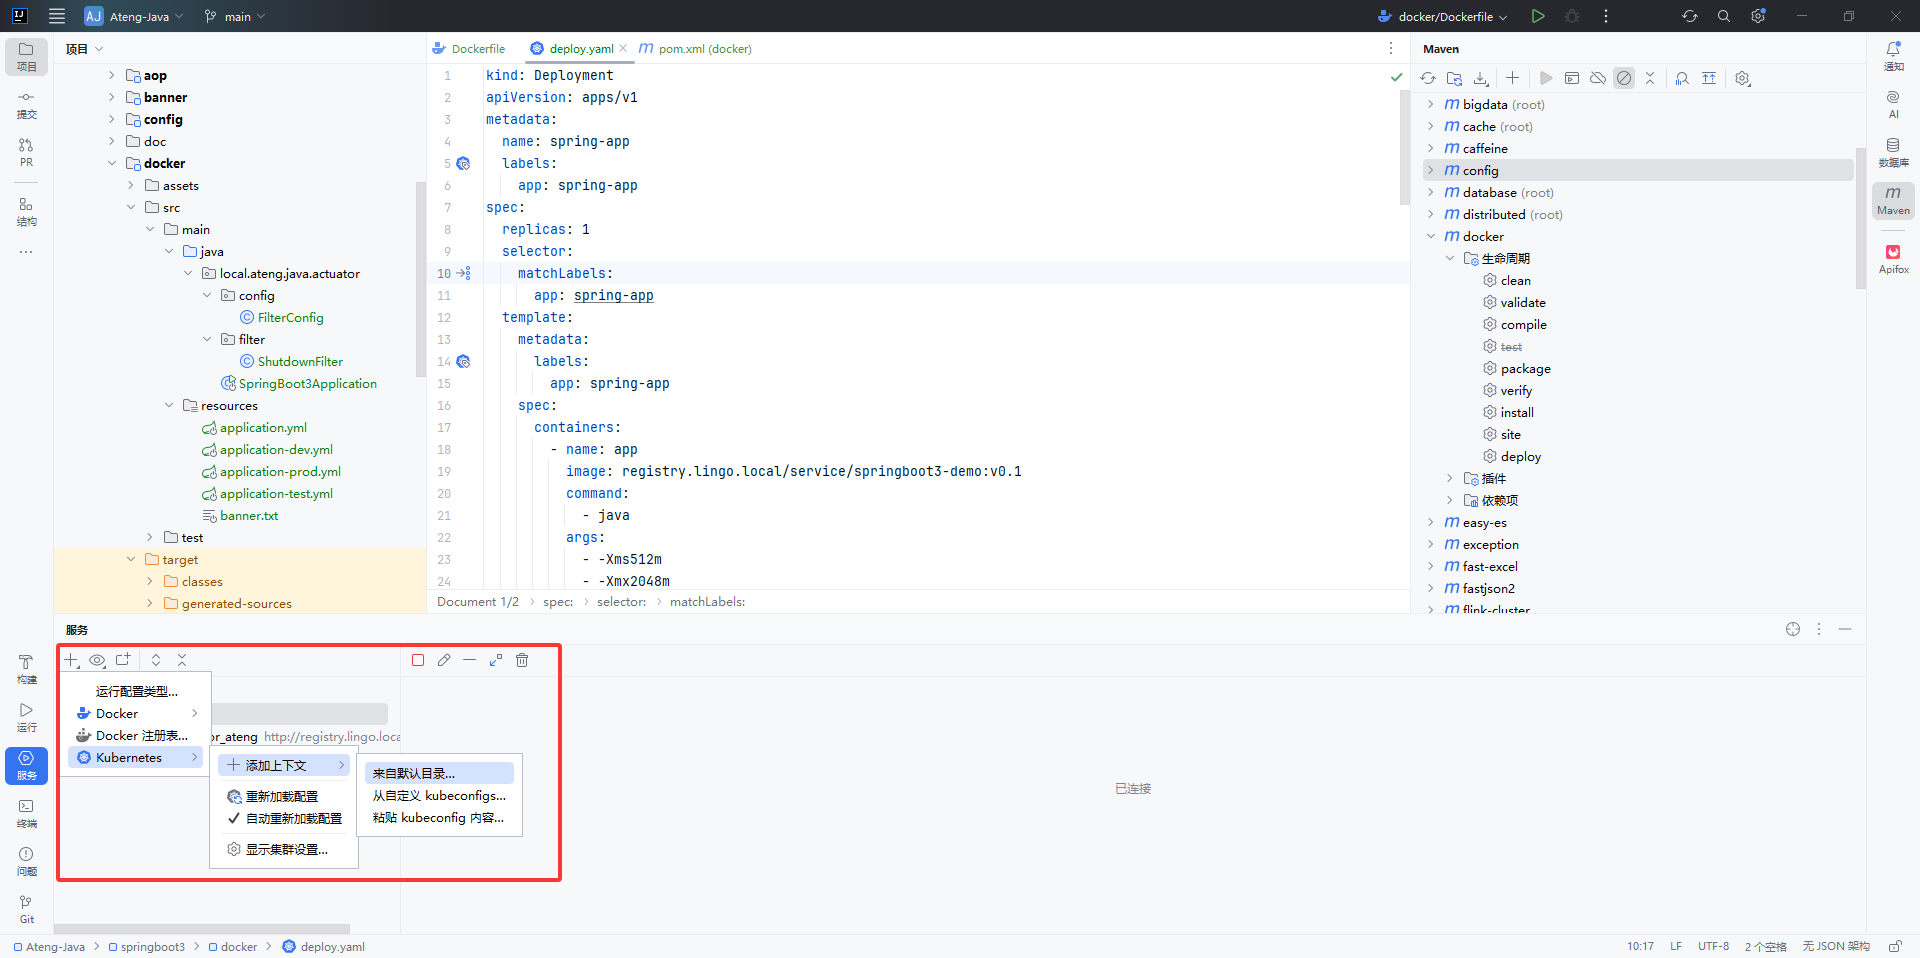 AJ Ateng-Java
main
docker/Dockerfile
项目
提交
PR
结构
项目
aop
banner
config
doc
docker
assets
src
main
java
local.ateng.java.actuator
config
FilterConfig
filter
ShutdownFilter
SpringBoot3Application
resources
application.yml
application-dev.yml
application-prod.yml
application-test.yml
banner.txt
test
target
classes
generated-sources
Dockerfile
deploy.yaml
pom.xml (docker)
1 kind: Deployment
2 apiVersion: apps/v1
3 metadata:
4 name: spring-app
5 labels:
6 app: spring-app
7 spec:
8 replicas: 1
9 selector:
10 matchLabels:
11 app: spring-app
12 template:
13 metadata:
14 labels:
15 app: spring-app
16 spec:
17 containers:
18 - name: app
19 image: registry.lingo.local/service/springboot3-demo:v0.1
20 command:
21 - java
22 args:
23 - -Xms512m
24 - -Xmx2048m
Document 1/2 › spec: › selector: › matchLabels:
Maven
bigdata (root)
cache (root)
caffeine
config
database (root)
distributed (root)
docker
生命周期
clean
validate
compile
test
package
verify
install
site
deploy
插件
依赖项
easy-es
exception
fast-excel
fastjson2
flink-cluster
通知
AI
数据库
Maven
Apifox
服务
构建
运行
服务
终端
问题
Git
运行配置类型...
Docker
Docker 注册表...
Kubernetes
or_ateng http://registry.lingo.loca
添加上下文
重新加载配置
自动重新加载配置
显示集群设置...
来自默认目录...
从自定义 kubeconfigs...
粘贴 kubeconfig 内容...
已连接
Ateng-Java › springboot3 › docker › deploy.yaml
10:17 LF UTF-8 2 个空格 无 JSON 架构